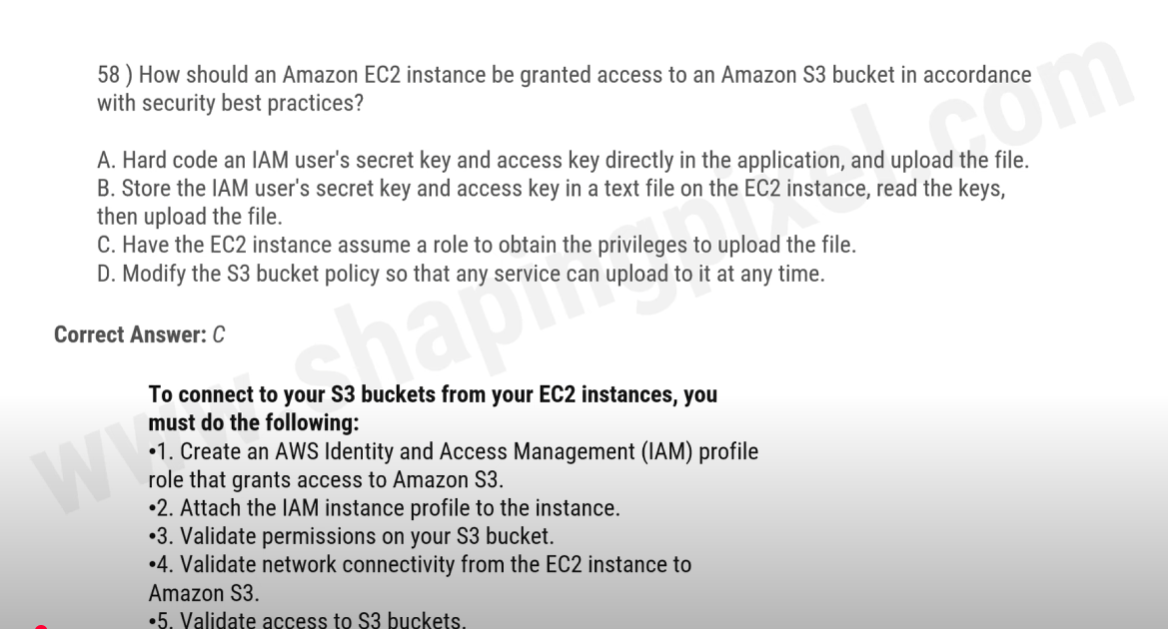 58 ) How should an Amazon EC2 instance be granted access to an Amazon S3 bucket in accordance
with security best practices?
A. Hard code an IAM user's secret key and access key directly in the application, and upload the file.
B. Store the IAM user's secret key and access key in a text file on the EC2 instance, read the keys,
then upload the file.
C. Have the EC2 instance assume a role to obtain the privileges to upload the file.
D. Modify the S3 bucket policy so that any service can upload to it at any time.
Correct Answer: C
To connect to your S3 buckets from your EC2 instances, you
must do the following:
•1. Create an AWS Identity and Access Management (IAM) profile
role that grants access to Amazon S3.
•2. Attach the IAM instance profile to the instance.
•3. Validate permissions on your S3 bucket.
•4. Validate network connectivity from the EC2 instance to
Amazon S3.
•5. Validate access to S3 buckets.
www.shapingpixel.com